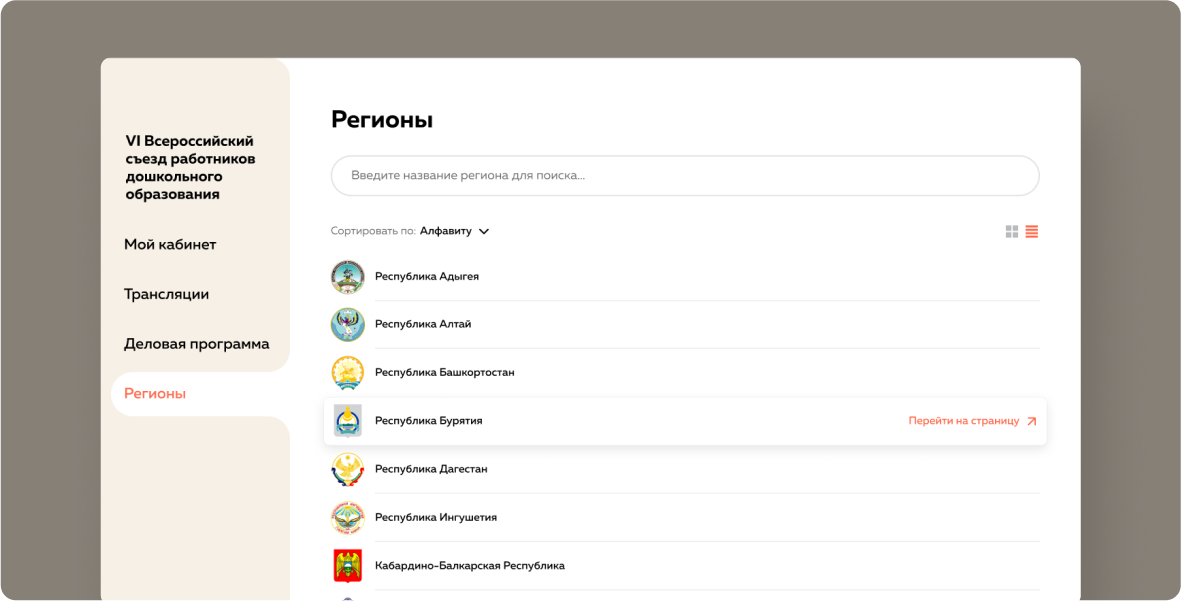 VI Всероссийский
съезд работников
дошкольного
образования
Мой кабинет
Трансляции
Деловая программа
Регионы
Регионы
Введите название региона для поиска...
Сортировать по: Алфавиту
Республика Адыгея
Республика Алтай
Республика Башкортостан
Республика Бурятия
Перейти на страницу
Республика Дагестан
Республика Ингушетия
Кабардино-Балкарская Республика